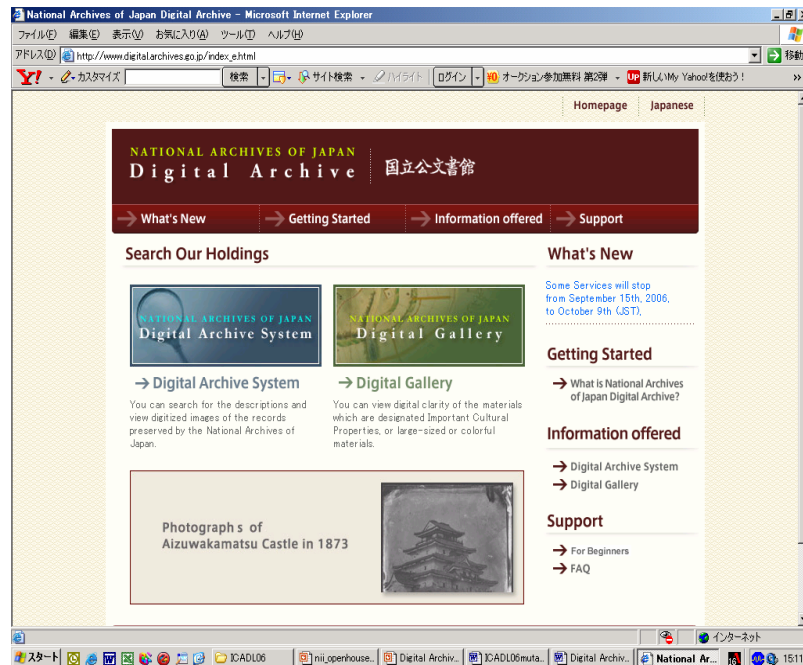 National Archives of Japan Digital Archive - Microsoft Internet Explorer
ファイル(F) 編集(E) 表示(V) お気に入り(A) ツール(T) ヘルプ(H)
アドレス(D) http://www.digital.archives.go.jp/index_e.html 移動
Y! カスタマイズ 検索 サイト検索 ハイライト ログイン オークション参加無料 第2弾 UP 新しいMy Yahoo!を使おう! »
Homepage Japanese
NATIONAL ARCHIVES OF JAPAN
Digital Archive 国立公文書館
What's New Getting Started Information offered Support
Search Our Holdings
NATIONAL ARCHIVES OF JAPAN
Digital Archive System
NATIONAL ARCHIVES OF JAPAN
Digital Gallery
Digital Archive System
You can search for the descriptions and
view digitized images of the records
preserved by the National Archives of
Japan.
Digital Gallery
You can view digital clarity of the materials
which are designated Important Cultural
Properties, or large-sized or colorful
materials.
Photograph s of
Aizuwakamatsu Castle in 1873
What's New
Some Services will stop
from September 15th, 2006,
to October 9th (JST),
Getting Started
What is National Archives
of Japan Digital Archive?
Information offered
Digital Archive System
Digital Gallery
Support
For Beginners
FAQ
インターネット
スタート ICADL06 nii_openhouse... Digital Archiv... ICADL06muta... Digital Archiv... National Ar... 15:11